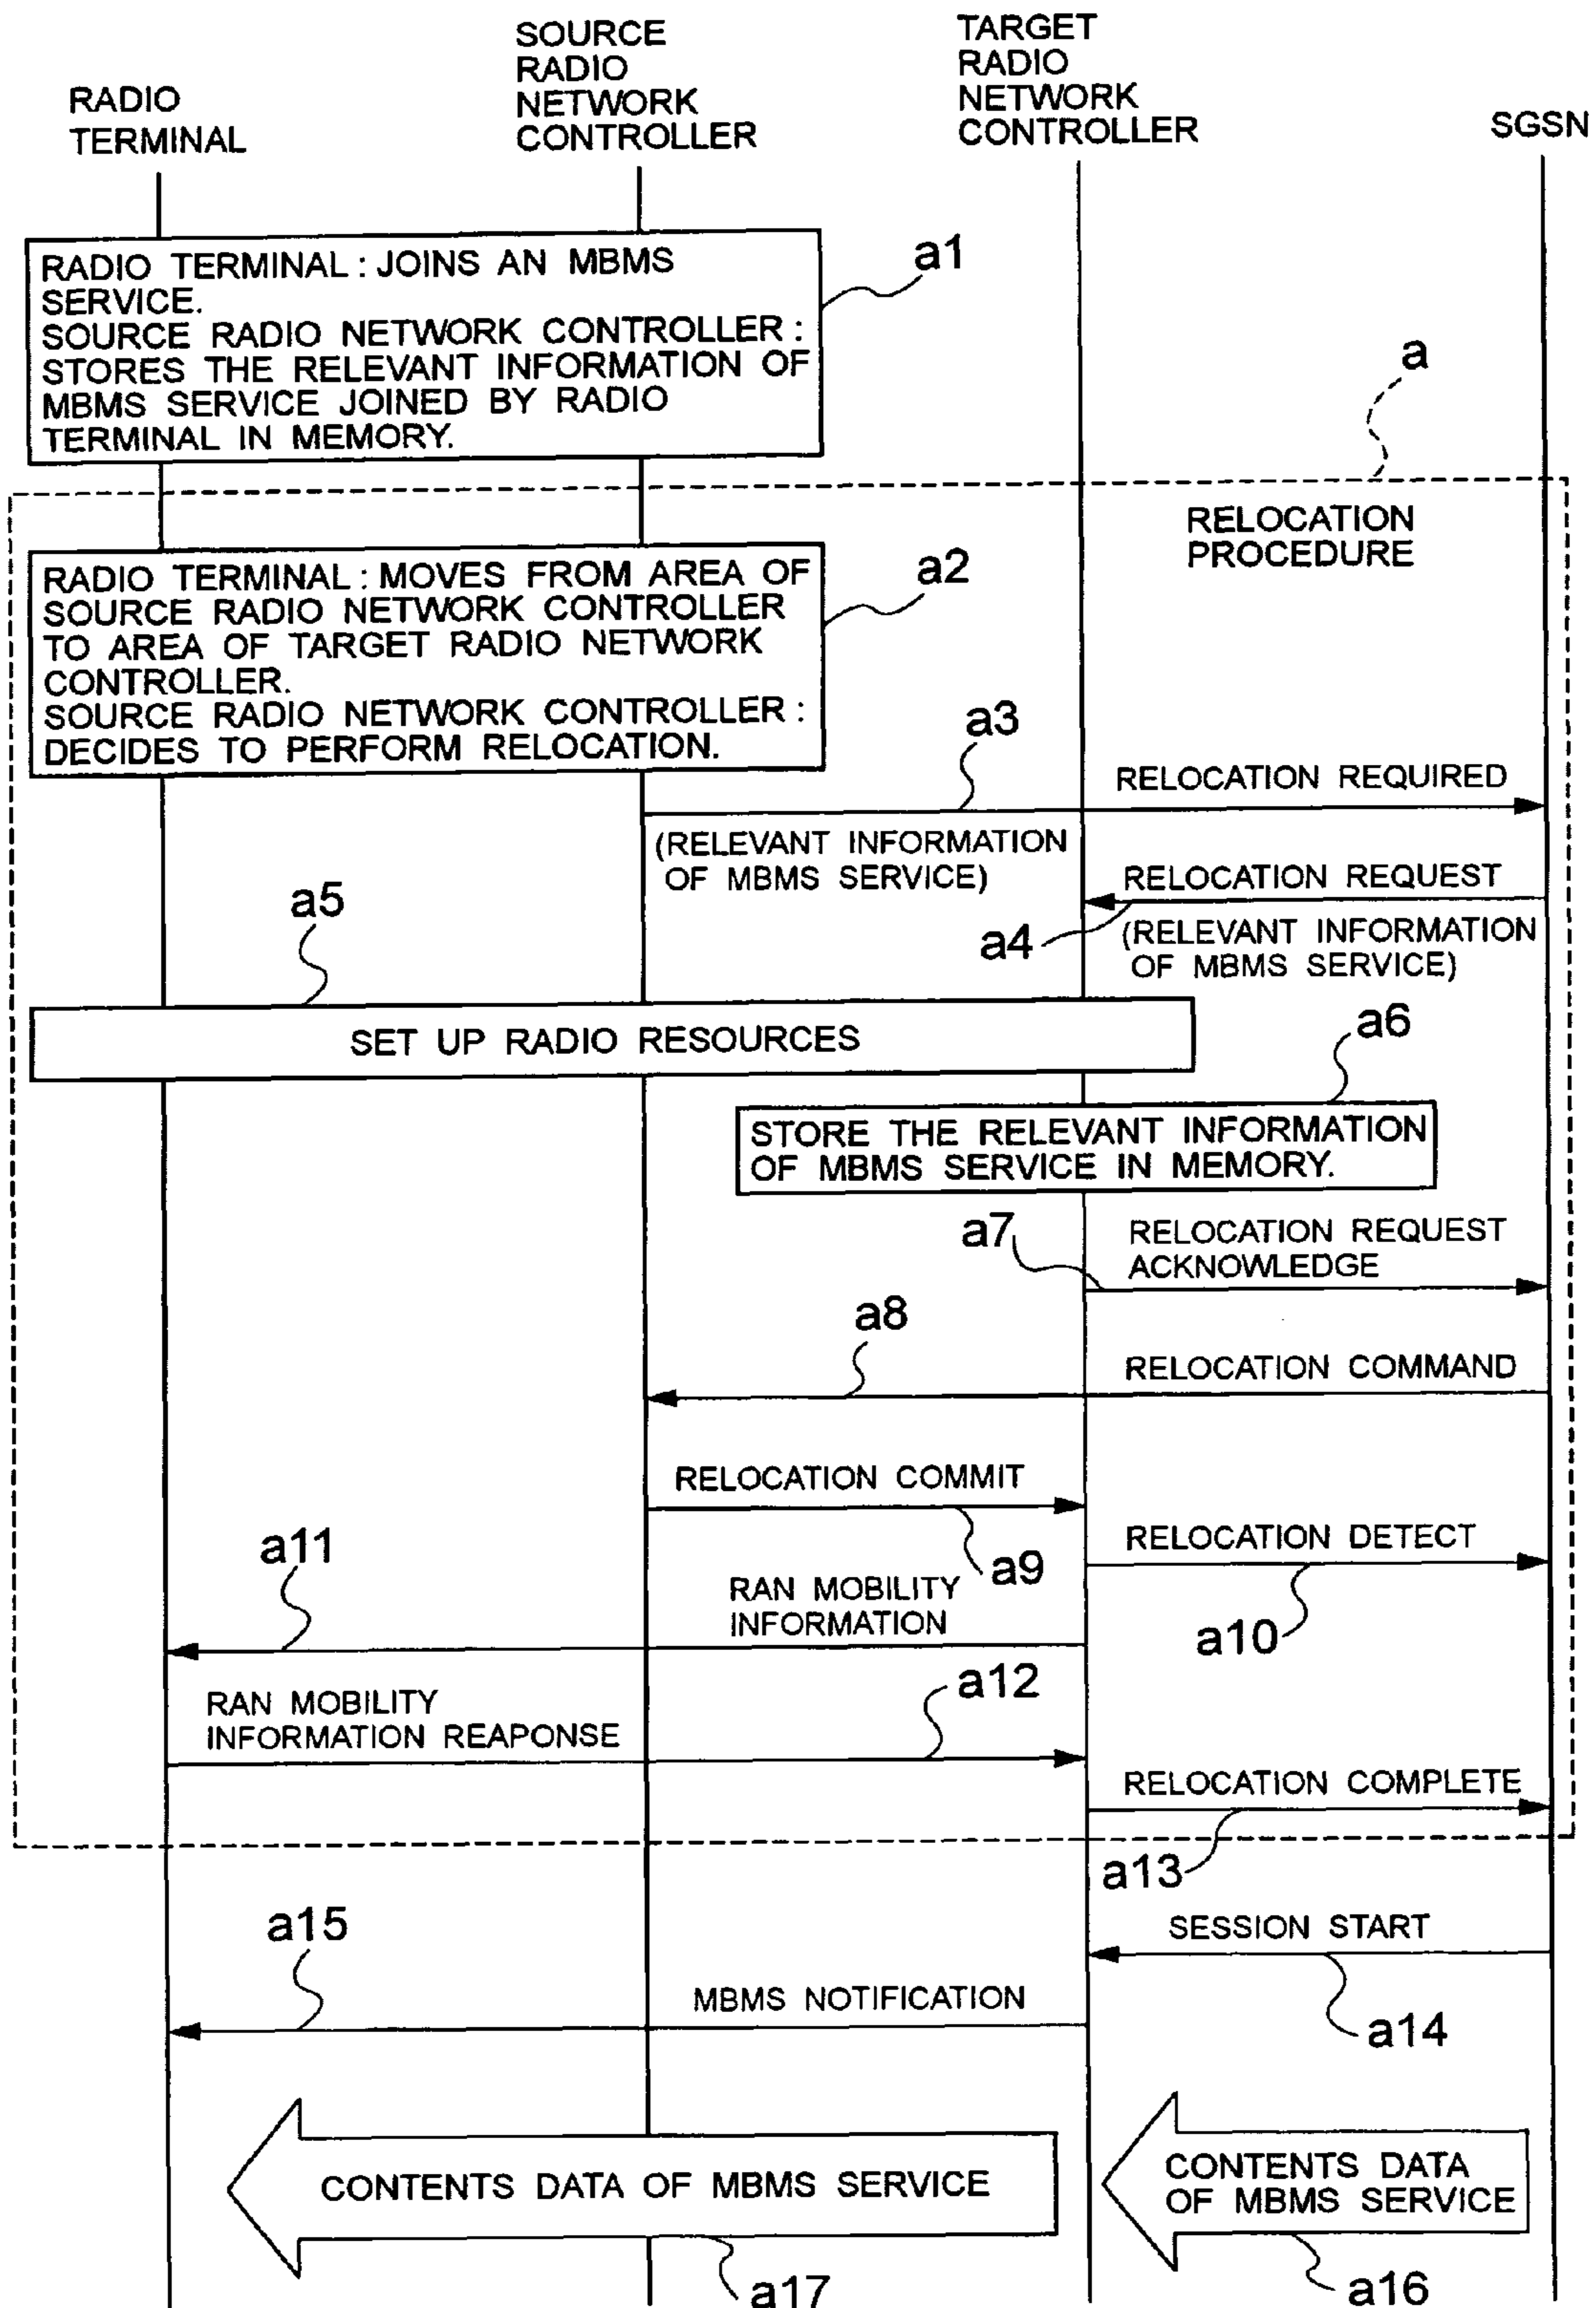 RADIO
TERMINAL
SOURCE
RADIO
NETWORK
CONTROLLER
TARGET
RADIO
NETWORK
CONTROLLER
SGSN
RADIO TERMINAL : JOINS AN MBMS
SERVICE.
SOURCE RADIO NETWORK CONTROLLER :
STORES THE RELEVANT INFORMATION OF
MBMS SERVICE JOINED BY RADIO
TERMINAL IN MEMORY.
a1
a
RELOCATION
PROCEDURE
RADIO TERMINAL : MOVES FROM AREA OF
SOURCE RADIO NETWORK CONTROLLER
TO AREA OF TARGET RADIO NETWORK
CONTROLLER.
SOURCE RADIO NETWORK CONTROLLER :
DECIDES TO PERFORM RELOCATION.
a2
a3
RELOCATION REQUIRED
(RELEVANT INFORMATION
OF MBMS SERVICE)
RELOCATION REQUEST
a4
(RELEVANT INFORMATION
OF MBMS SERVICE)
a5
SET UP RADIO RESOURCES
a6
STORE THE RELEVANT INFORMATION
OF MBMS SERVICE IN MEMORY.
a7
RELOCATION REQUEST
ACKNOWLEDGE
a8
RELOCATION COMMAND
RELOCATION COMMIT
a9
RELOCATION DETECT
a10
a11
RAN MOBILITY
INFORMATION
RAN MOBILITY
INFORMATION REAPONSE
a12
RELOCATION COMPLETE
a13
SESSION START
a14
a15
MBMS NOTIFICATION
CONTENTS DATA OF MBMS SERVICE
a17
CONTENTS DATA
OF MBMS SERVICE
a16